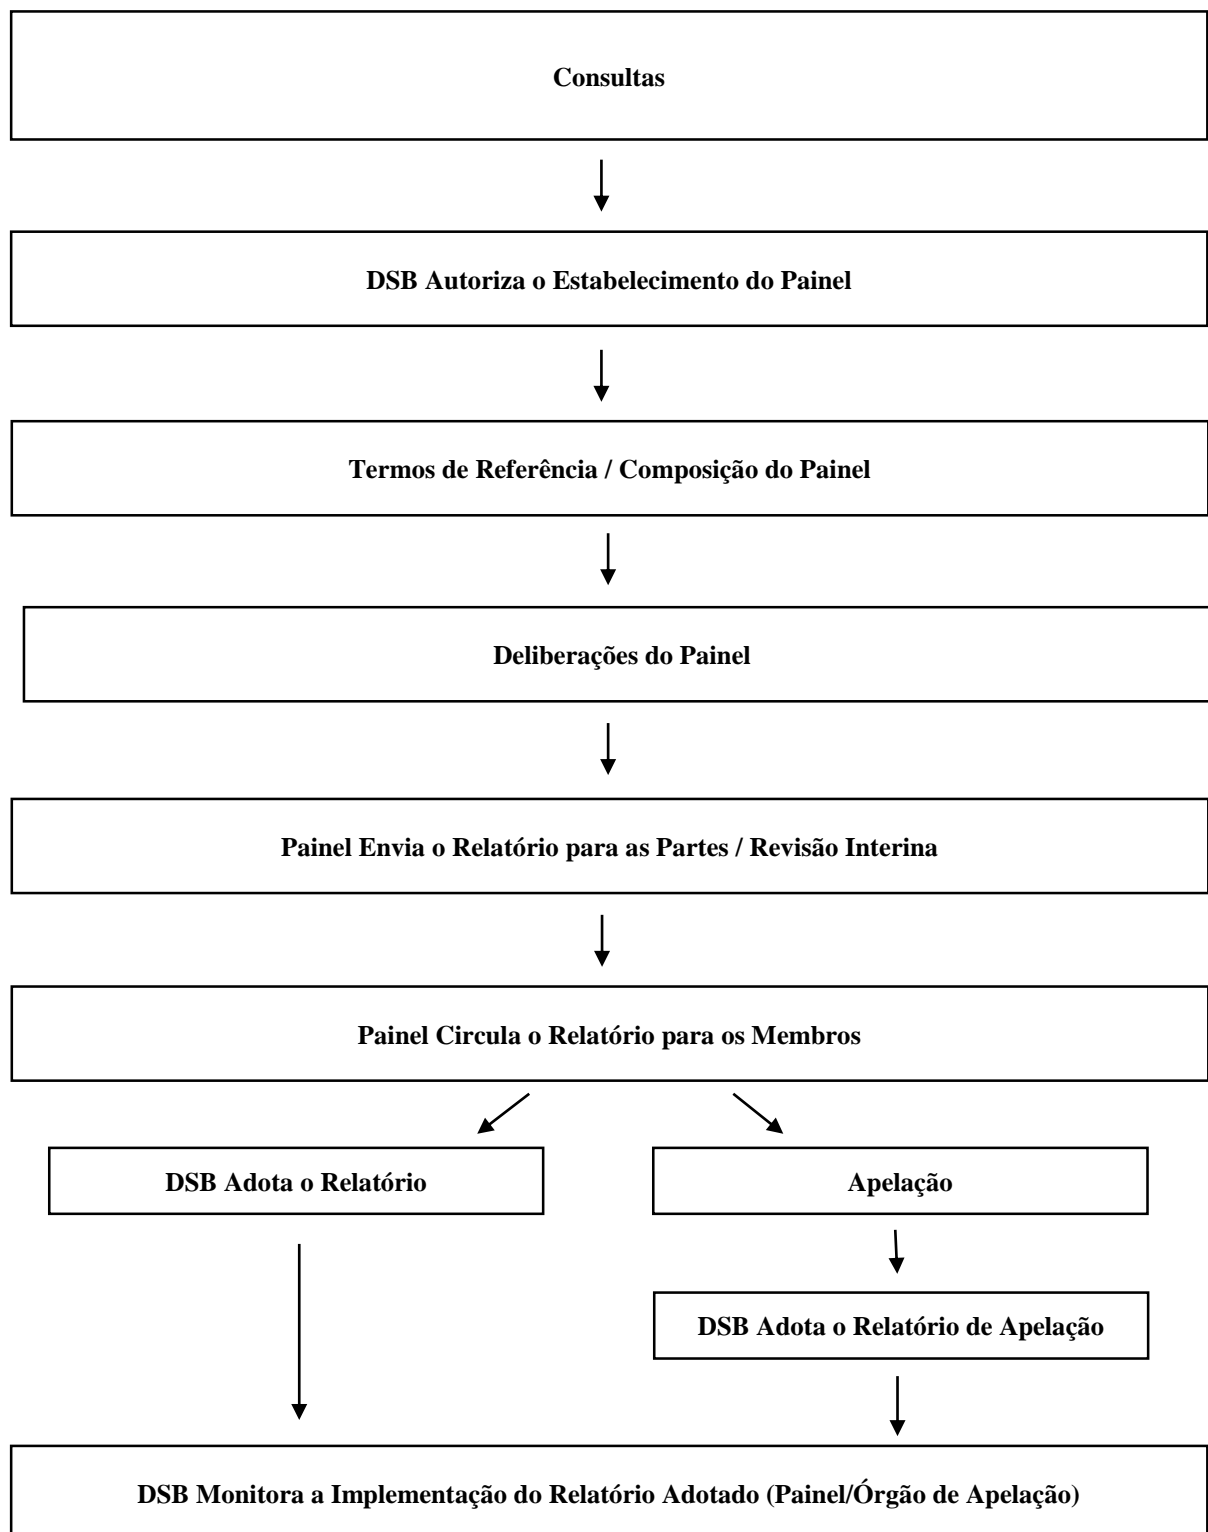 Consultas
DSB Autoriza o Estabelecimento do Painel
Termos de Referência / Composição do Painel
Deliberações do Painel
Painel Envia o Relatório para as Partes / Revisão Interina
Painel Circula o Relatório para os Membros
DSB Adota o Relatório
Apelação
DSB Adota o Relatório de Apelação
DSB Monitora a Implementação do Relatório Adotado (Painel/Órgão de Apelação)